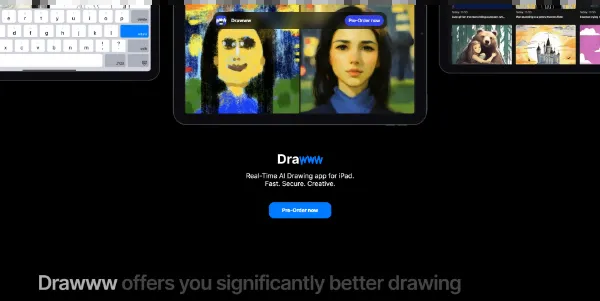 Drawww
Pre-Order now
Drawww
Real-Time AI Drawing app for iPad.
Fast. Secure. Creative.
Pre-Order now
Drawww offers you significantly better drawing